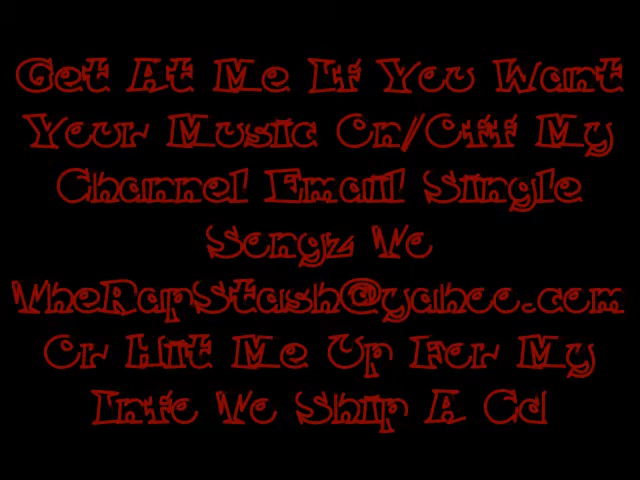 Get At Me If You Want
Your Music On/Off My
Channel Email Single
Songz To
TheRapStash@yahoo.com
Or Hit Me Up For My
Info To Ship A Cd